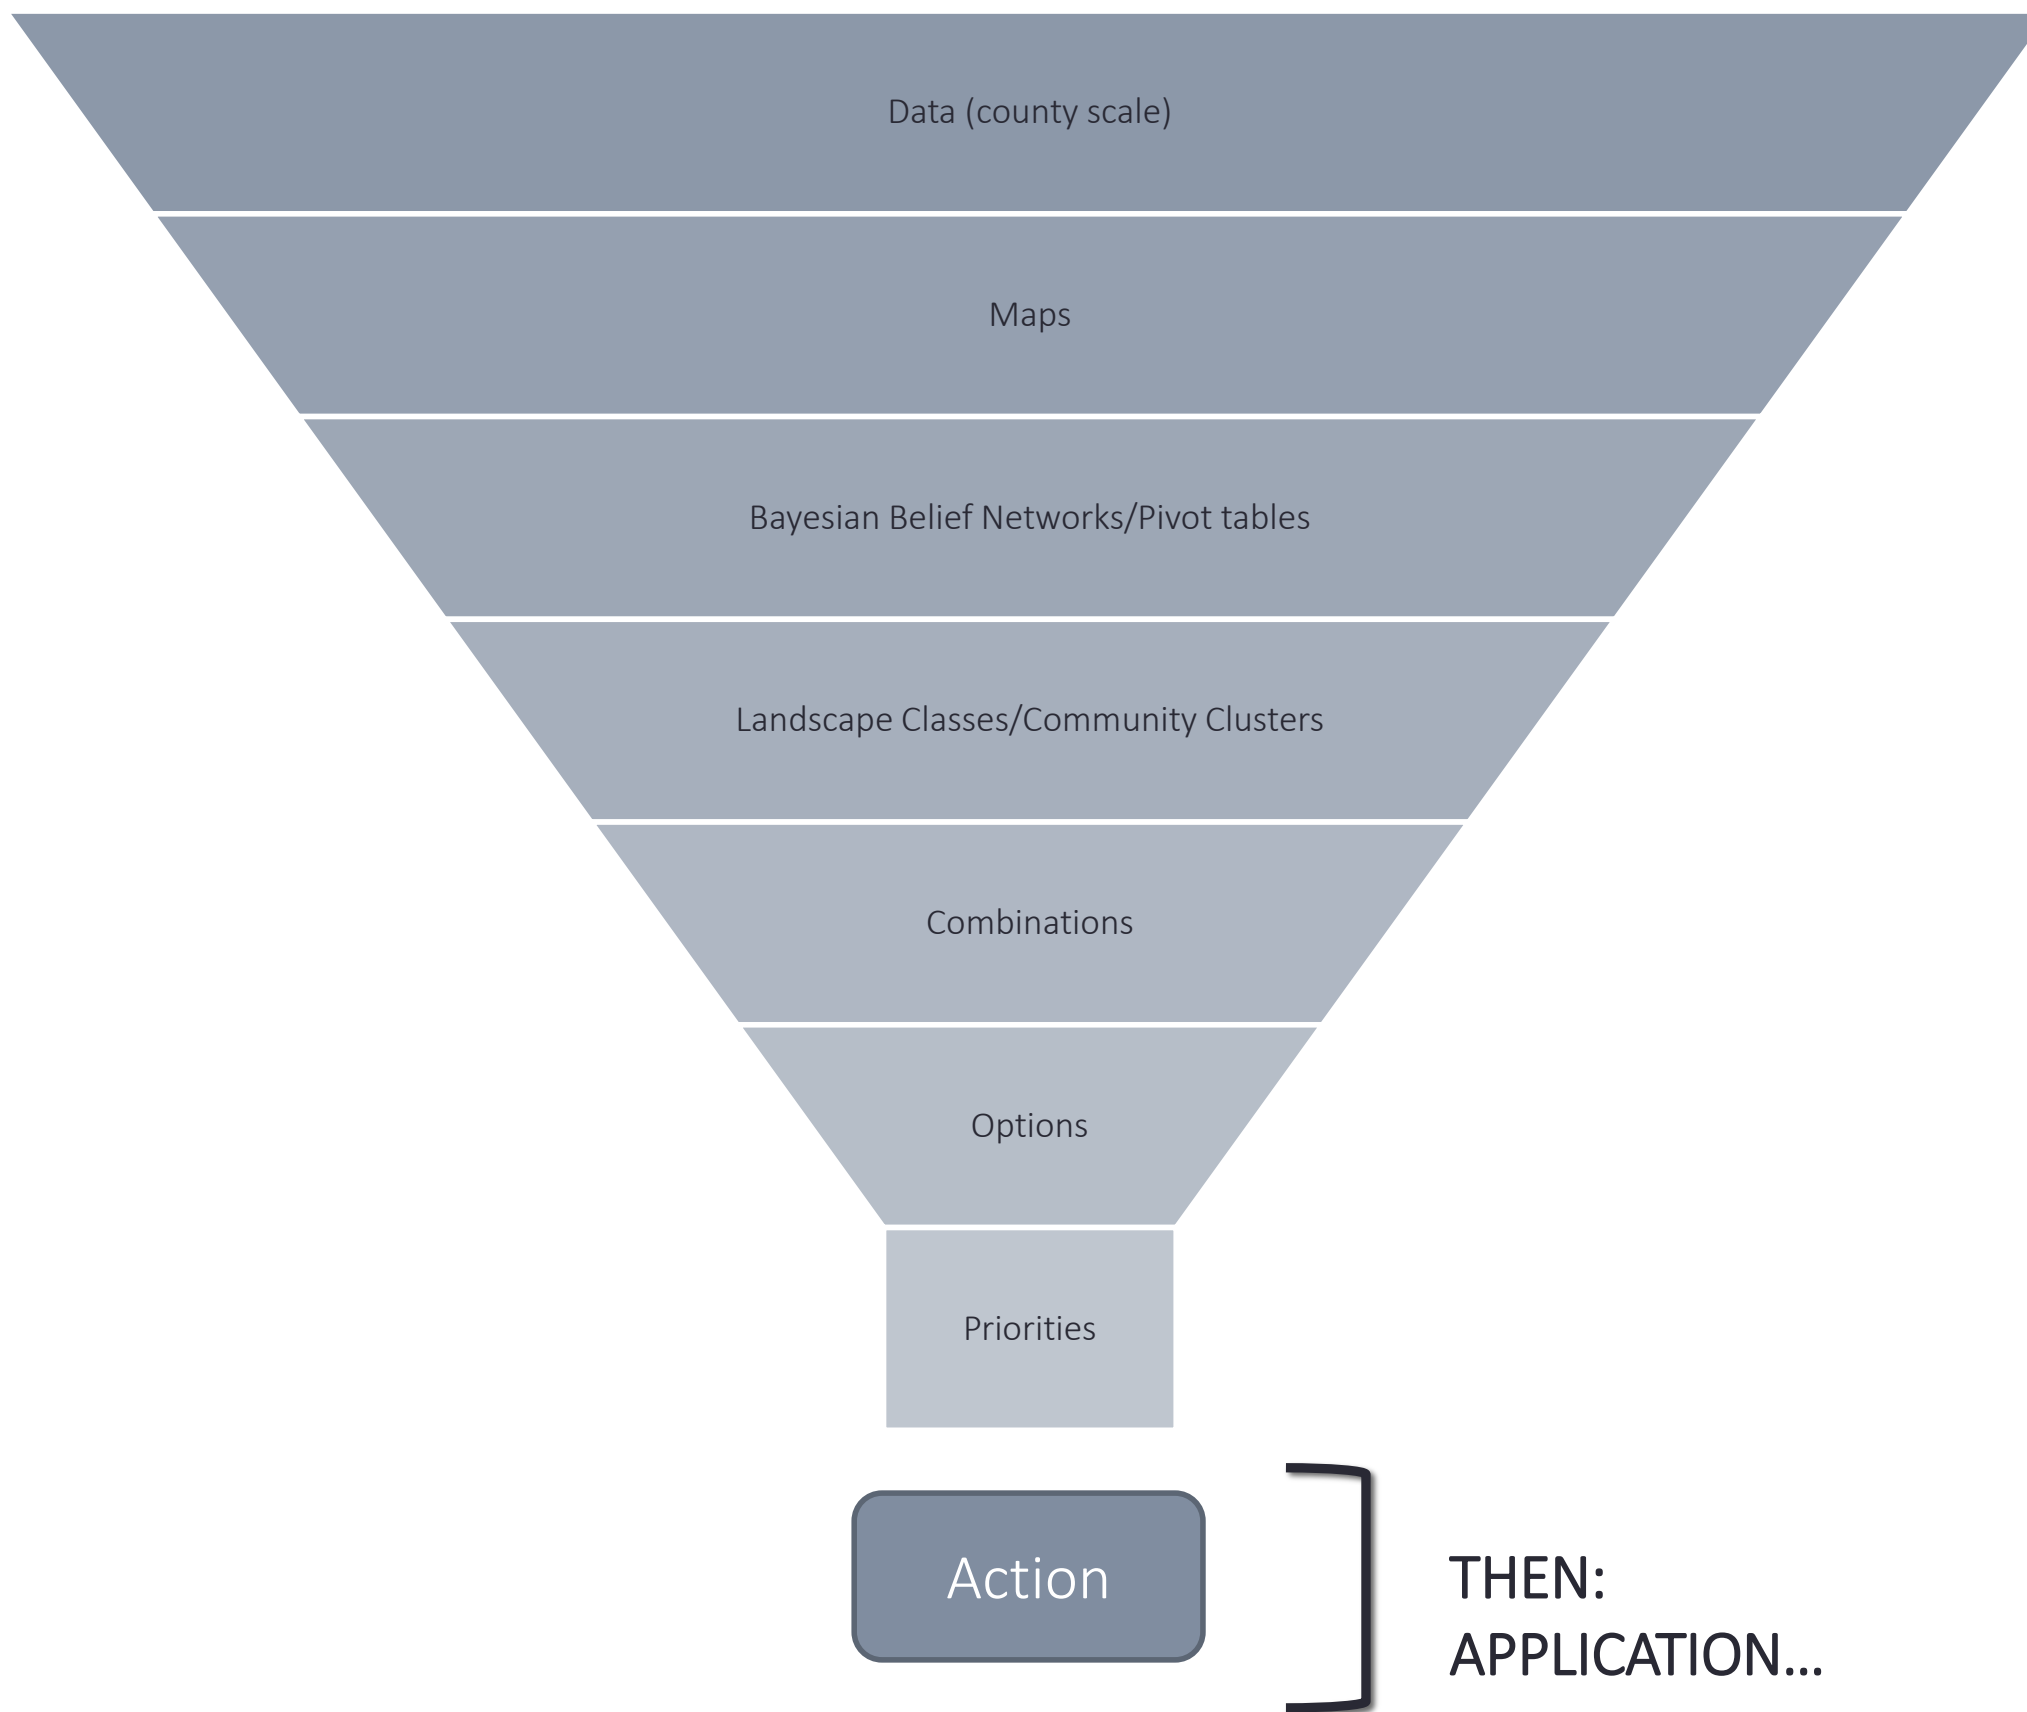 Data (county scale)
Maps
Bayesian Belief Networks/Pivot tables
Landscape Classes/Community Clusters
Combinations
Options
Priorities
Action
THEN:
APPLICATION...